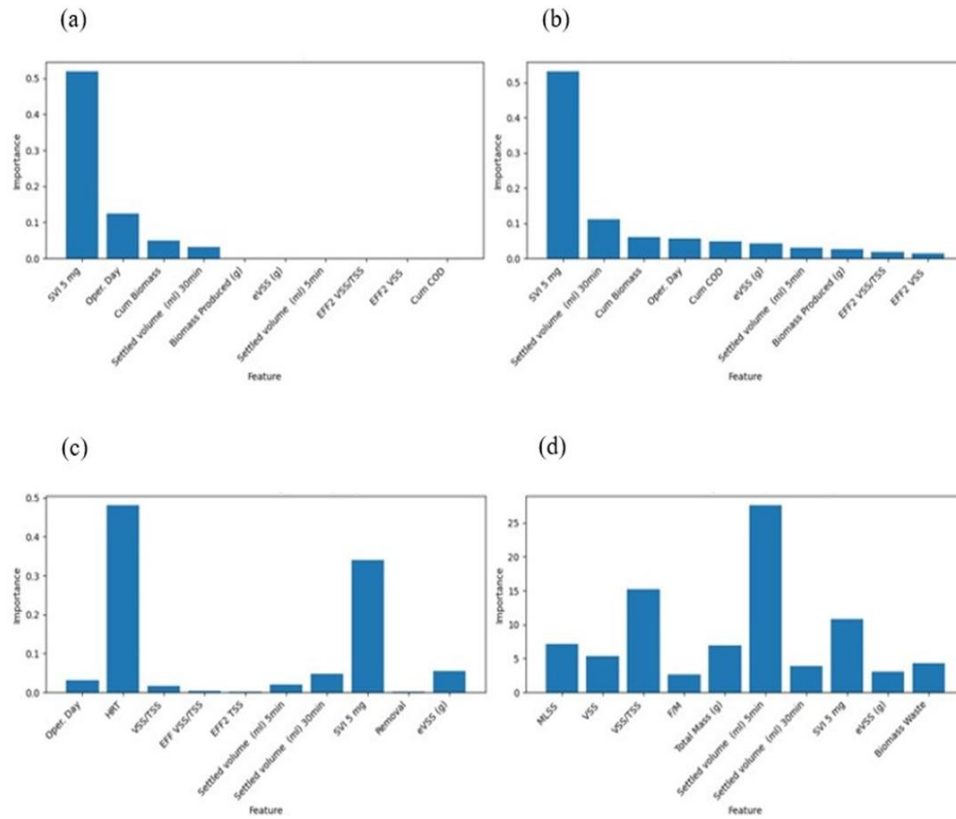 (a)
(b)
Importance
0.5
0.4
0.3
0.2
0.1
0.0
SVI 5 mg
Oper. Day
Cum Biomass
Settled volume (ml) 30min
Biomass Produced (g)
eVSS (g)
Settled volume (ml) 5min
EFF2 VSS/TSS
EFF2 VSS
Cum COD
Feature
Importance
0.5
0.4
0.3
0.2
0.1
0.0
SVI 5 mg
Settled volume (ml) 30min
Cum Biomass
Oper. Day
Cum COD
eVSS (g)
Settled volume (ml) 5min
Biomass Produced (g)
EFF2 VSS/TSS
EFF2 VSS
Feature
(c)
(d)
Importance
0.5
0.4
0.3
0.2
0.1
0.0
Oper. Day
HRT
VSS/TSS
EFF VSS/TSS
EFF2 TSS
Settled volume (ml) 5min
Settled volume (ml) 30min
SVI 5 mg
Removal
eVSS (g)
Feature
Importance
25
20
15
10
5
0
MLSS
VSS
VSS/TSS
F/M
Total Mass (g)
Settled volume (ml) 5min
Settled volume (ml) 30min
SVI 5 mg
eVSS (g)
Biomass Waste
Feature